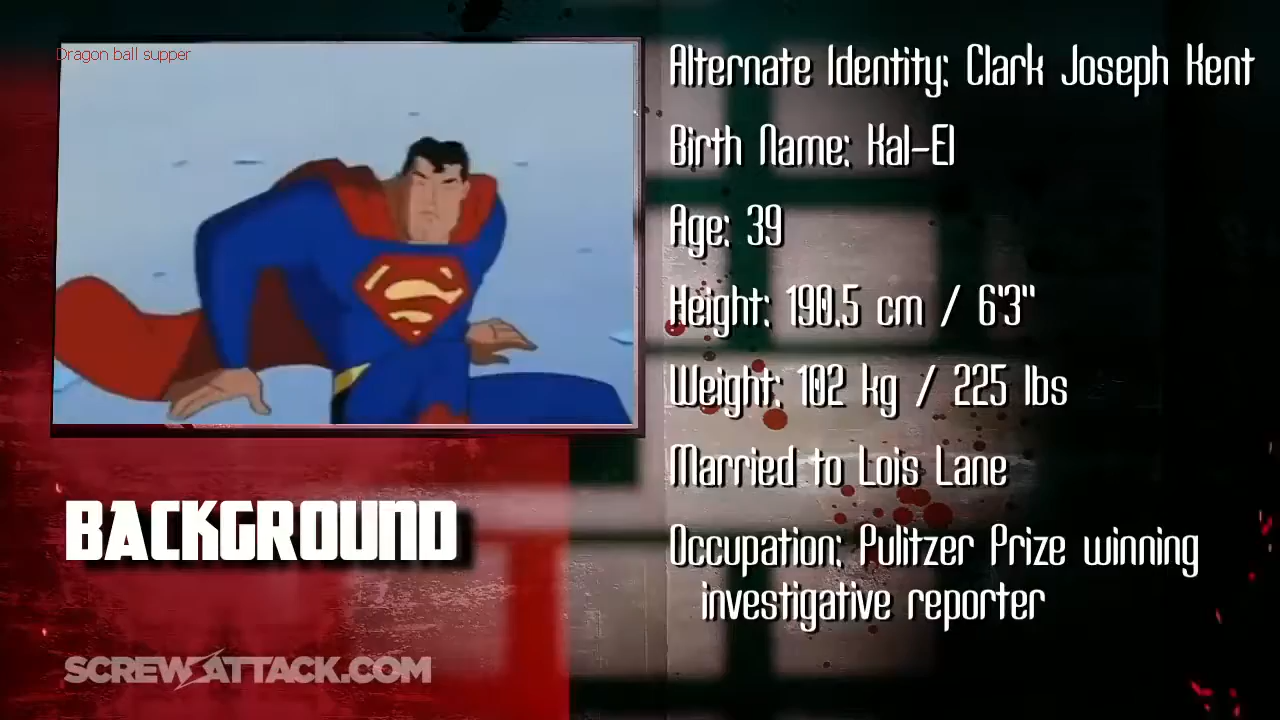 Dragon ball supper
Alternate Identity: Clark Joseph Kent
Birth Name: Kal-El
Age: 39
Height: 190.5 cm / 6'3"
Weight: 102 kg / 225 lbs
Married to Lois Lane
Occupation: Pulitzer Prize winning
investigative reporter
BACKGROUND
SCREWATTACK.COM